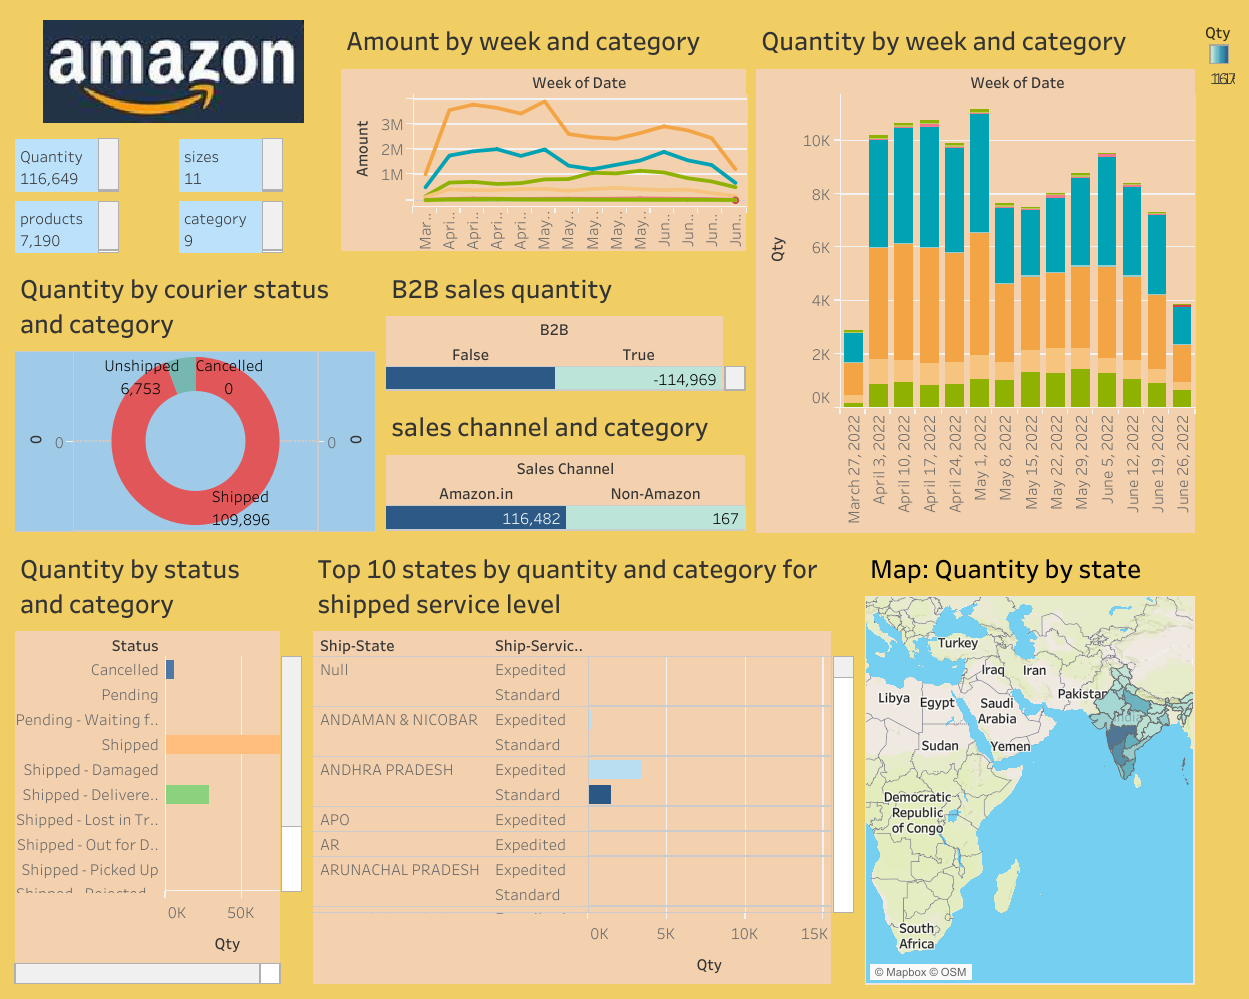 amazon
Quantity
116,649
sizes
11
products
7,190
category
9
Amount by week and category
Week of Date
Amount
3M
2M
1M
Mar..
Apri..
Apri..
Apri..
Apri..
May..
May..
May..
May..
May..
Jun..
Jun..
Jun..
Jun..
Quantity by week and category
Week of Date
Qty
10K
8K
6K
4K
2K
0K
March 27, 2022
April 3, 2022
April 10, 2022
April 17, 2022
April 24, 2022
May 1, 2022
May 8, 2022
May 15, 2022
May 22, 2022
May 29, 2022
June 5, 2022
June 12, 2022
June 19, 2022
June 26, 2022
Qty
Quantity by courier status
and category
Unshipped
6,753
Cancelled
0
0
0
0
0
Shipped
109,896
B2B sales quantity
B2B
False
True
-114,969
sales channel and category
Sales Channel
Amazon.in
Non-Amazon
116,482
167
Quantity by status
and category
Status
Cancelled
Pending
Pending - Waiting f..
Shipped
Shipped - Damaged
Shipped - Delivere..
Shipped - Lost in Tr..
Shipped - Out for D..
Shipped - Picked Up
0K
50K
Qty
Top 10 states by quantity and category for
shipped service level
Ship-State
Ship-Servic..
Null
Expedited
Standard
ANDAMAN & NICOBAR
Expedited
Standard
ANDHRA PRADESH
Expedited
Standard
APO
Expedited
AR
Expedited
ARUNACHAL PRADESH
Expedited
Standard
0K
5K
10K
15K
Qty
Map: Quantity by state
Turkey
Iraq
Iran
Pakistan
Libya
Egypt
Saudi
Arabia
India
Sudan
Yemen
Democratic
Republic
of Congo
South
Africa
© Mapbox © OSM